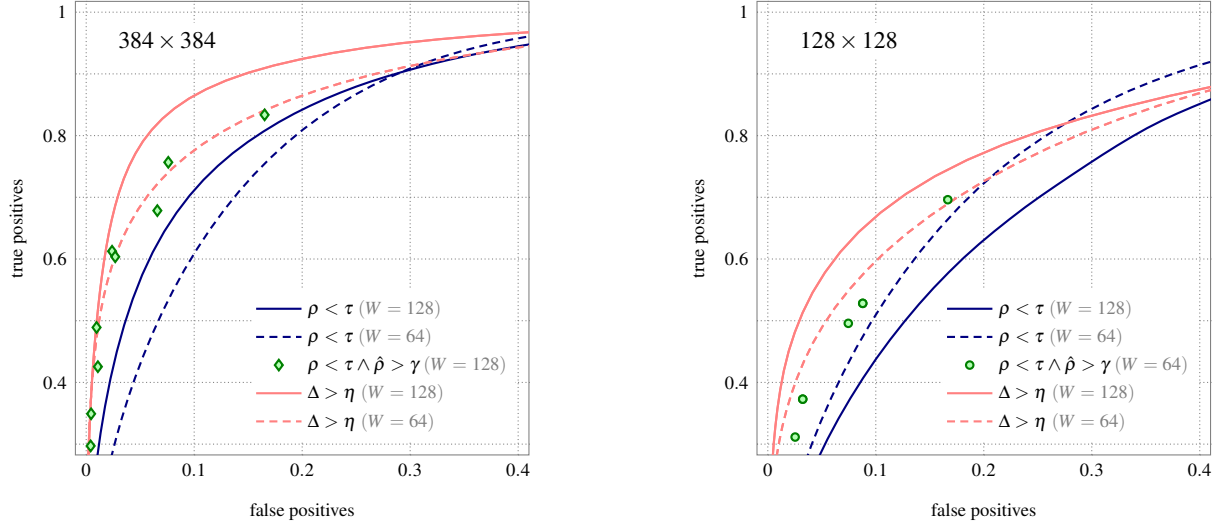 384 × 384
1
0.8
0.6
0.4
true positives
ρ < τ (W = 128)
ρ < τ (W = 64)
ρ < τ ∧ ρ̂ > γ (W = 128)
Δ > η (W = 128)
Δ > η (W = 64)
0 0.1 0.2 0.3 0.4
false positives
128 × 128
1
0.8
0.6
0.4
true positives
ρ < τ (W = 128)
ρ < τ (W = 64)
ρ < τ ∧ ρ̂ > γ (W = 64)
Δ > η (W = 128)
Δ > η (W = 64)
0 0.1 0.2 0.3 0.4
false positives